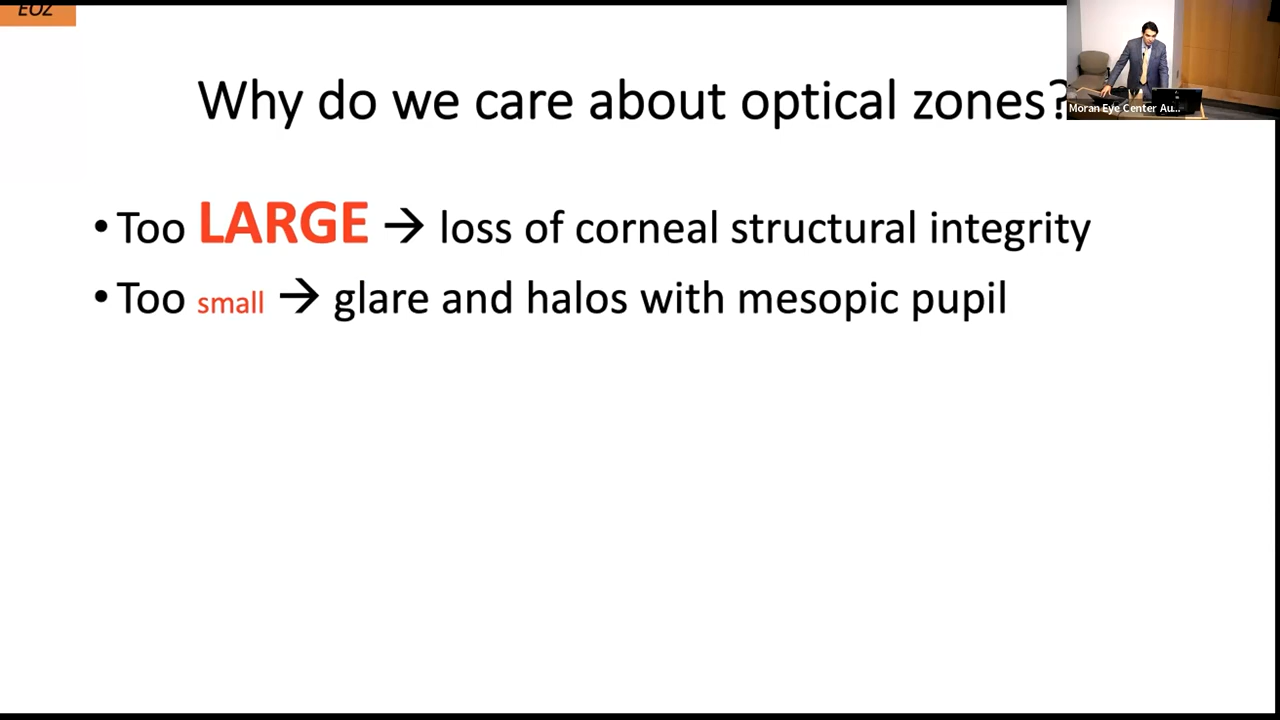 EOZ
Why do we care about optical zones?
Moran Eye Center Au...
• Too LARGE → loss of corneal structural integrity
• Too small → glare and halos with mesopic pupil